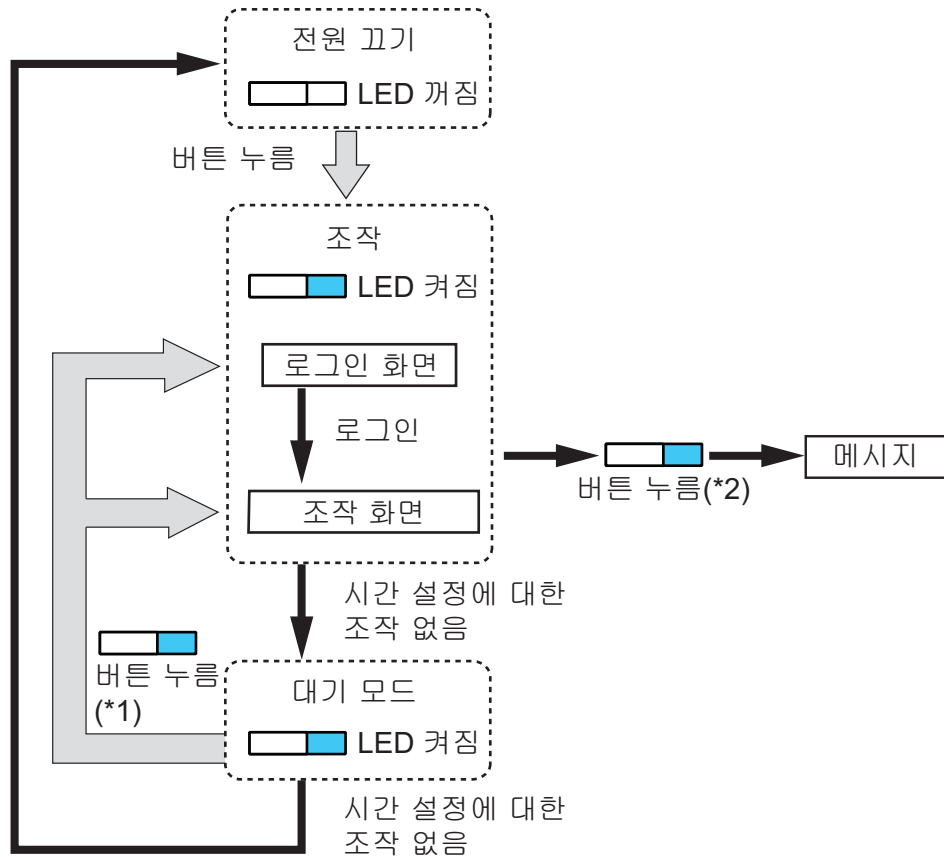 전원 끄기
LED 꺼짐
버튼 누름
조작
LED 켜짐
로그인 화면
로그인
조작 화면
버튼 누름(*2)
메시지
시간 설정에 대한
조작 없음
버튼 누름
(*1)
대기 모드
LED 켜짐
시간 설정에 대한
조작 없음